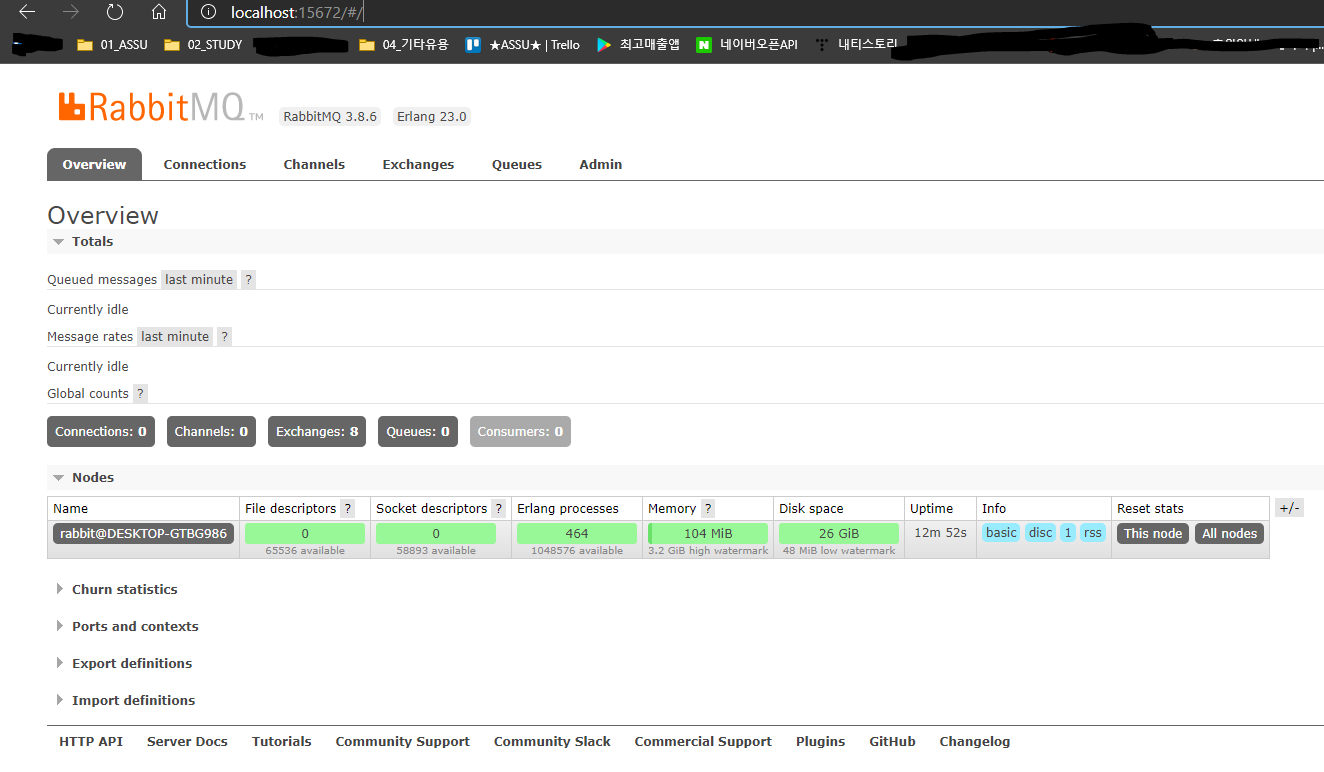 localhost:15672/#/
01_ASSU 02_STUDY 04_기타유용 ★ASSU★ | Trello 최고매출앱 네이버오픈API 내티스토리
RabbitMQ TM RabbitMQ 3.8.6 Erlang 23.0
Overview Connections Channels Exchanges Queues Admin
Overview
Totals
Queued messages last minute ?
Currently idle
Message rates last minute ?
Currently idle
Global counts ?
Connections: 0 Channels: 0 Exchanges: 8 Queues: 0 Consumers: 0
Nodes
Name File descriptors ? Socket descriptors ? Erlang processes Memory ? Disk space Uptime Info Reset stats +/-
rabbit@DESKTOP-GTBG986 0 0 464 104 MiB 26 GiB 12m 52s basic disc 1 rss This node All nodes
65536 available 58893 available 1048576 available 3.2 GiB high watermark 48 MiB low watermark
Churn statistics
Ports and contexts
Export definitions
Import definitions
HTTP API Server Docs Tutorials Community Support Community Slack Commercial Support Plugins GitHub Changelog